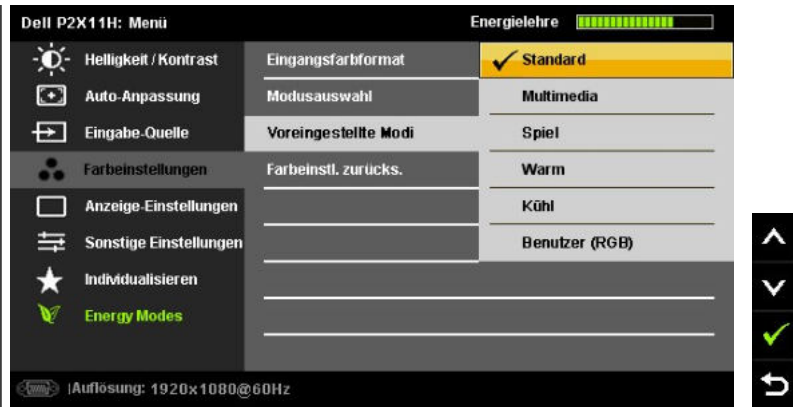 Dell P2X11H: Menü
Energielehre
Helligkeit / Kontrast
Auto-Anpassung
Eingabe-Quelle
Farbeinstellungen
Anzeige-Einstellungen
Sonstige Einstellungen
Individualisieren
Energy Modes
Eingangsfarbformat
Modusauswahl
Voreingestellte Modi
Farbeinstl. zurücks.
Standard
Multimedia
Spiel
Warm
Kühl
Benutzer (RGB)
Auflösung: 1920x1080@60Hz